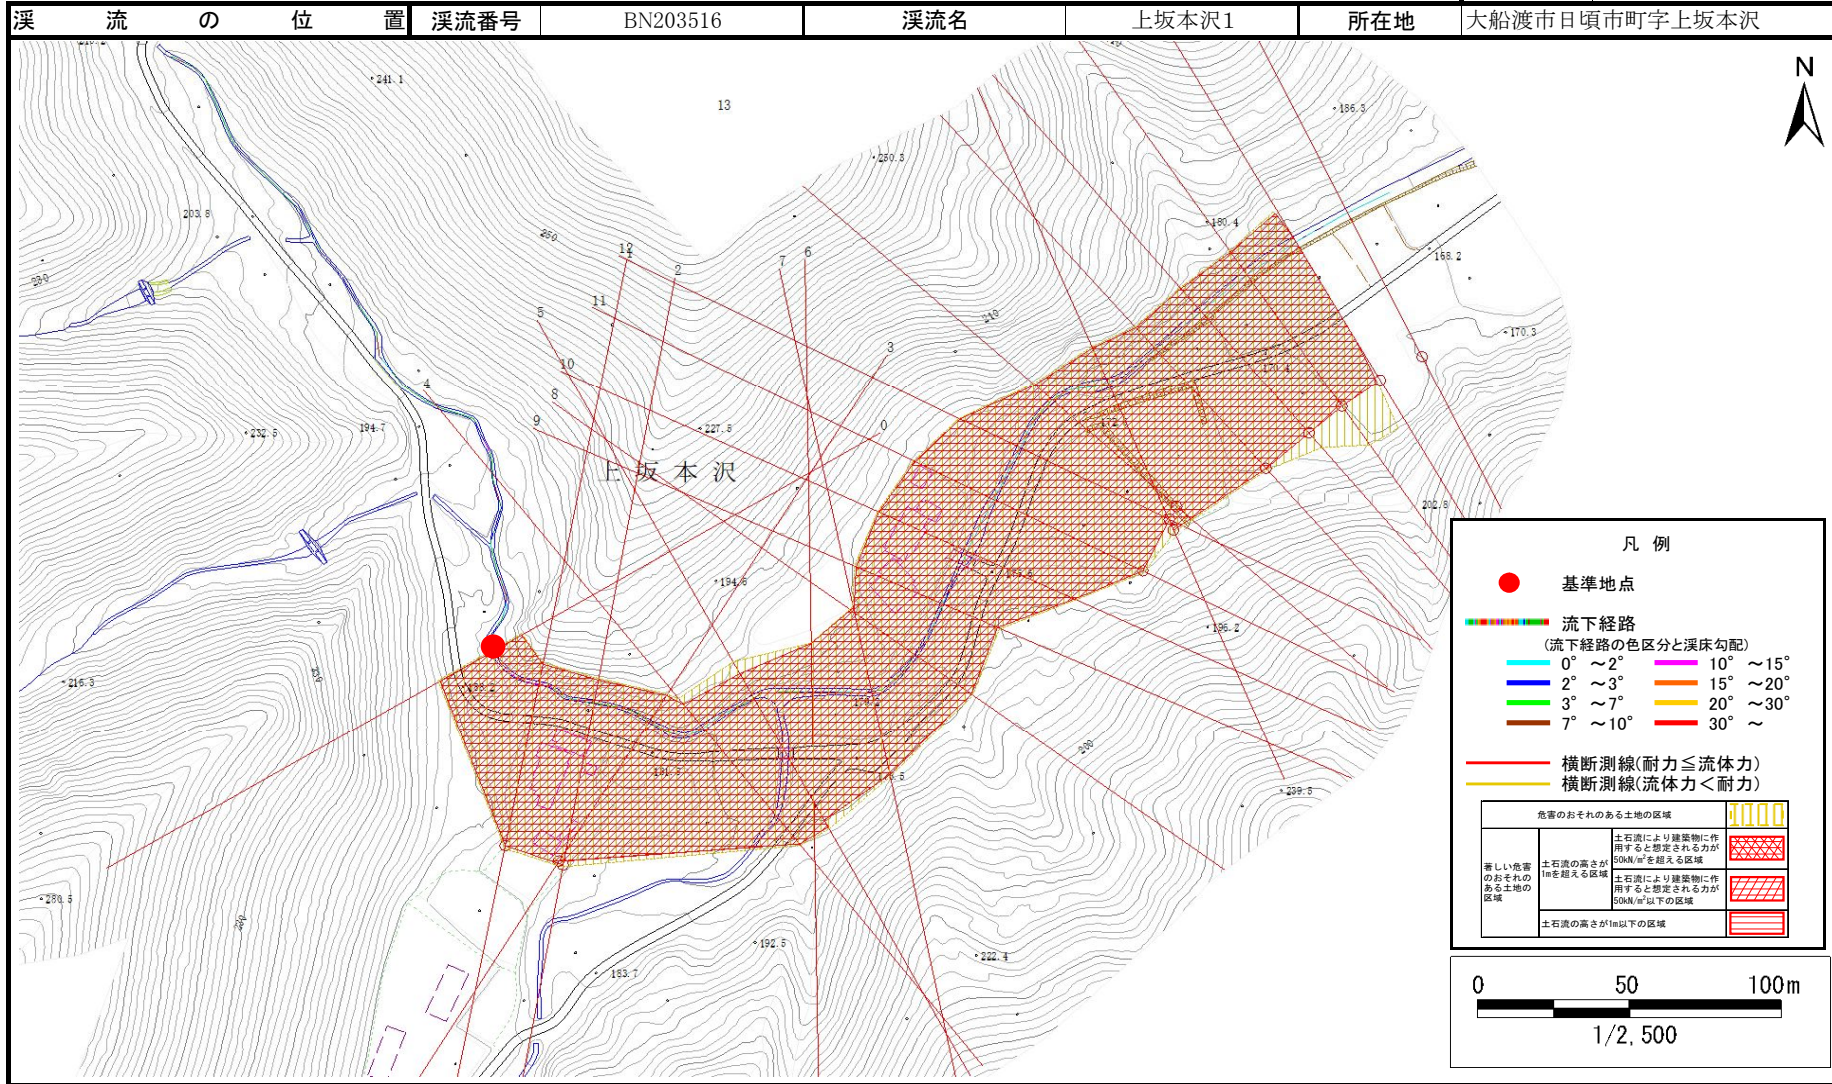 渓流の位置 渓流番号 BN203516 渓流名 上坂本沢1 所在地 大船渡市日頃市町字上坂本沢
N
241.1
13
186.3
250.3
203.8
180.4
250
12
6
7
2
168.2
230
11
5
210
170.3
3
10
170.4
4
8
9
0
172
232.5
194.7
227.5
上坂本沢
202.8
194.6
196.2
216.3
230
200
181.3
239.5
280.5
230
192.5
222.4
183.7
凡例
基準地点
流下経路
(流下経路の色区分と渓床勾配)
0° ～2° 10° ～15°
2° ～3° 15° ～20°
3° ～7° 20° ～30°
7° ～10° 30° ～
横断測線(耐力≦流体力)
横断測線(流体力＜耐力)
危害のおそれのある土地の区域
著しい危害のおそれのある土地の区域
土石流の高さが1mを超える区域
土石流により建築物に作用すると想定される力が50kN/m²を超える区域
土石流により建築物に作用すると想定される力が50kN/m²以下の区域
土石流の高さが1m以下の区域
0 50 100m
1/2,500